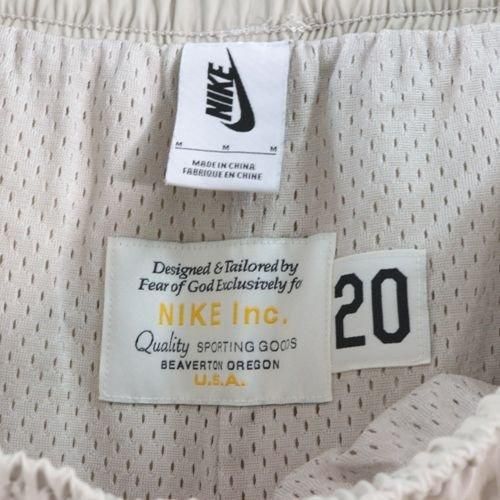 NIKE
M M M
MADE IN CHINA
FABRIQUE EN CHINE
Designed & Tailored by
Fear of God Exclusively for
NIKE Inc.
Quality SPORTING GOODS
BEAVERTON OREGON
U.S.A.
20